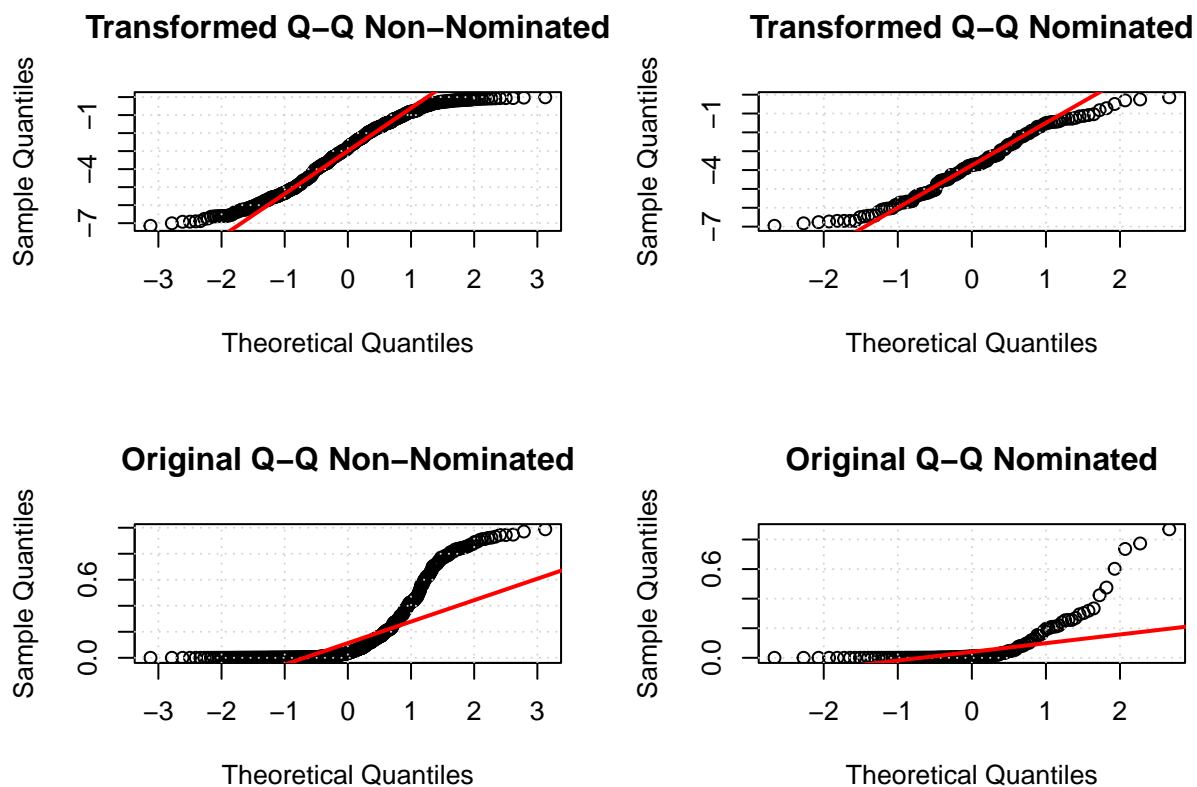 Transformed Q−Q Non−Nominated
Sample Quantiles
−7 −4 −1
−3 −2 −1 0 1 2 3
Theoretical Quantiles
Transformed Q−Q Nominated
Sample Quantiles
−7 −4 −1
−2 −1 0 1 2
Theoretical Quantiles
Original Q−Q Non−Nominated
Sample Quantiles
0.0 0.6
−3 −2 −1 0 1 2 3
Theoretical Quantiles
Original Q−Q Nominated
Sample Quantiles
0.0 0.6
−2 −1 0 1 2
Theoretical Quantiles